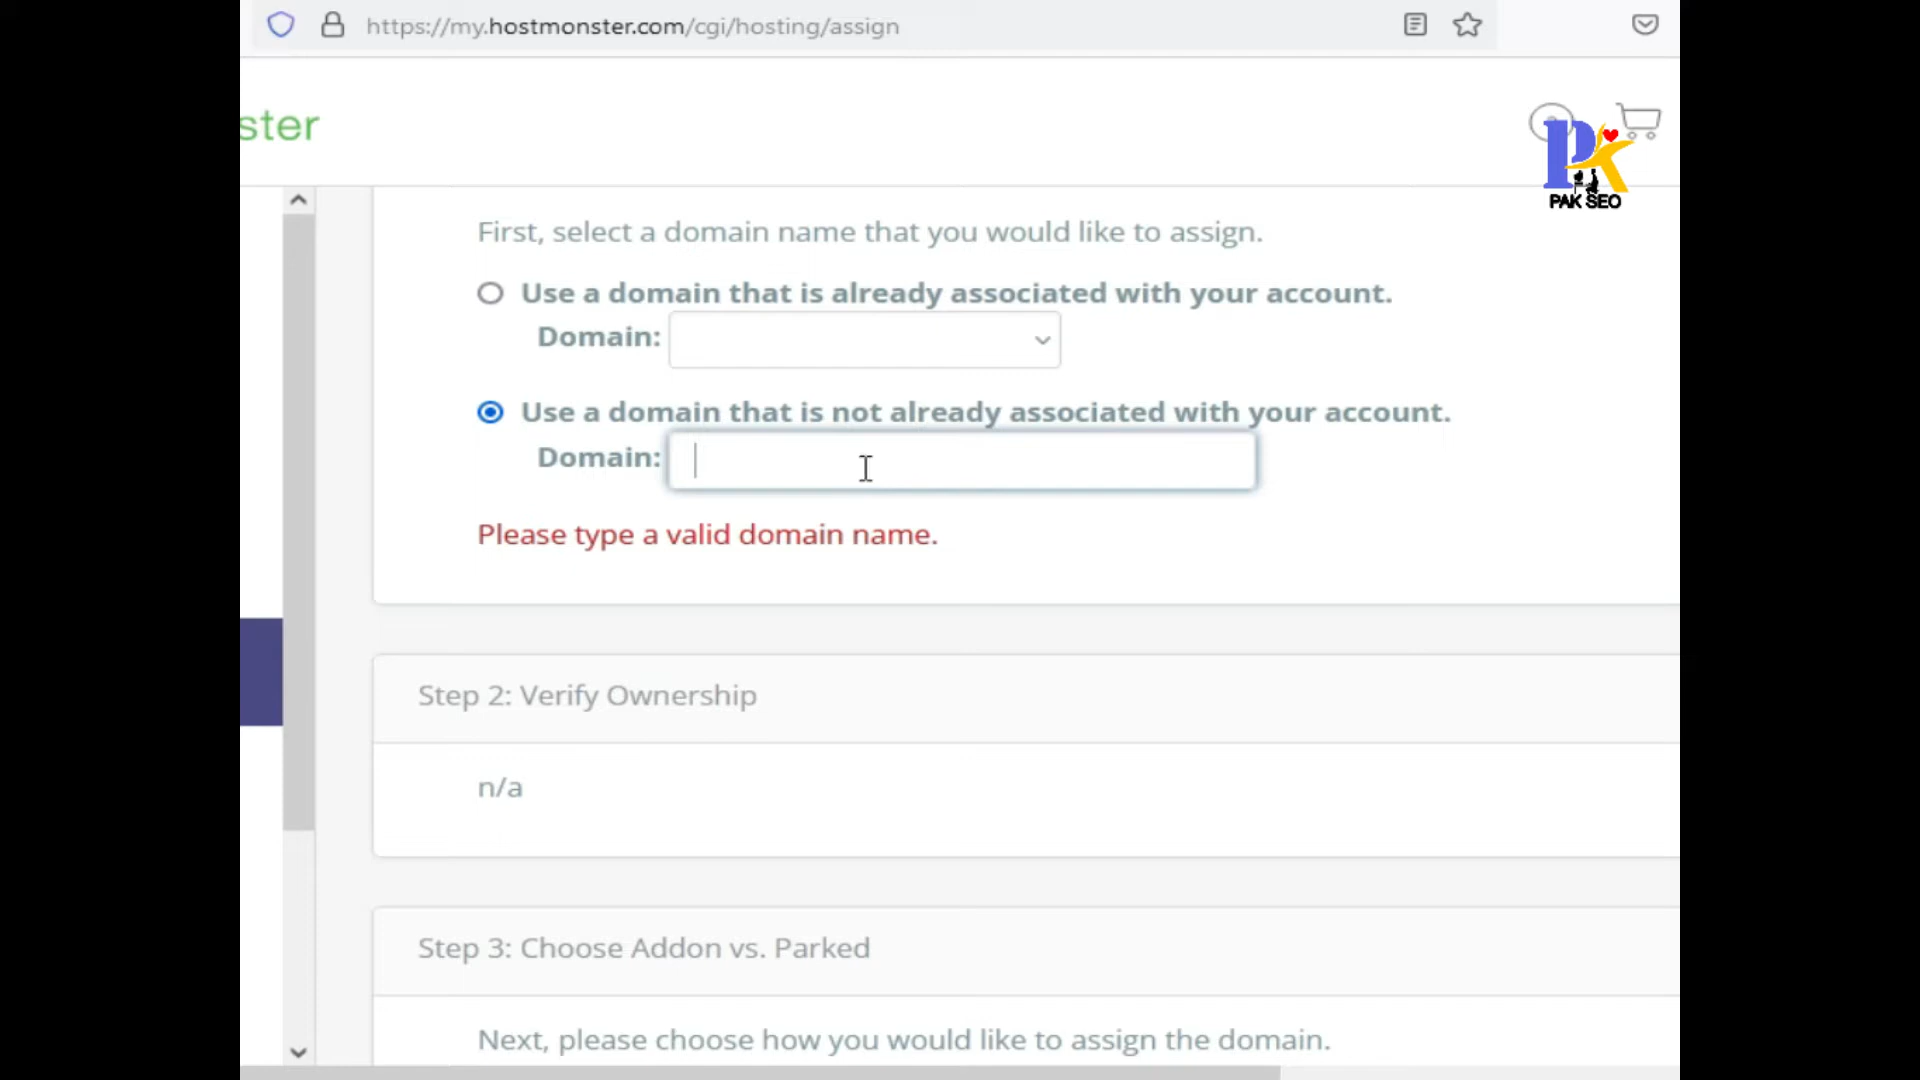 https://my.hostmonster.com/cgi/hosting/assign
ster
PK
PAK SEO
First, select a domain name that you would like to assign.
Use a domain that is already associated with your account.
Domain:
Use a domain that is not already associated with your account.
Domain:
Please type a valid domain name.
Step 2: Verify Ownership
n/a
Step 3: Choose Addon vs. Parked
Next, please choose how you would like to assign the domain.